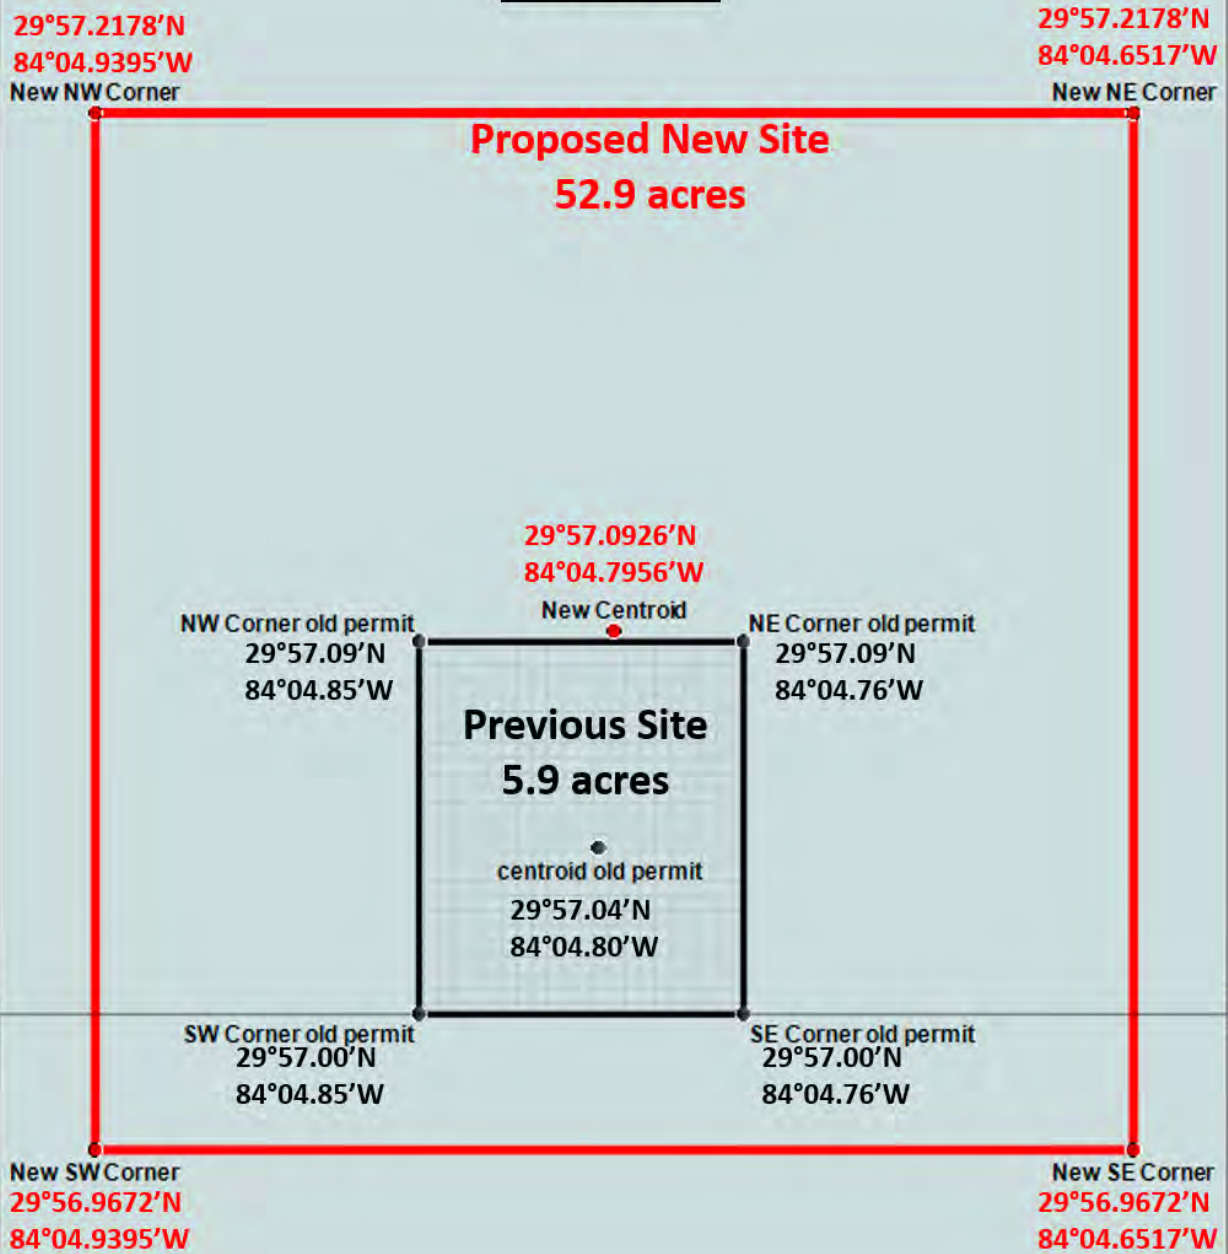 29°57.2178’N
84°04.9395’W
New NW Corner
29°57.2178’N
84°04.6517’W
New NE Corner
Proposed New Site
52.9 acres
29°57.0926’N
84°04.7956’W
New Centroid
NW Corner old permit
29°57.09’N
84°04.85’W
NE Corner old permit
29°57.09’N
84°04.76’W
Previous Site
5.9 acres
centroid old permit
29°57.04’N
84°04.80’W
SW Corner old permit
29°57.00’N
84°04.85’W
SE Corner old permit
29°57.00’N
84°04.76’W
New SW Corner
29°56.9672’N
84°04.9395’W
New SE Corner
29°56.9672’N
84°04.6517’W